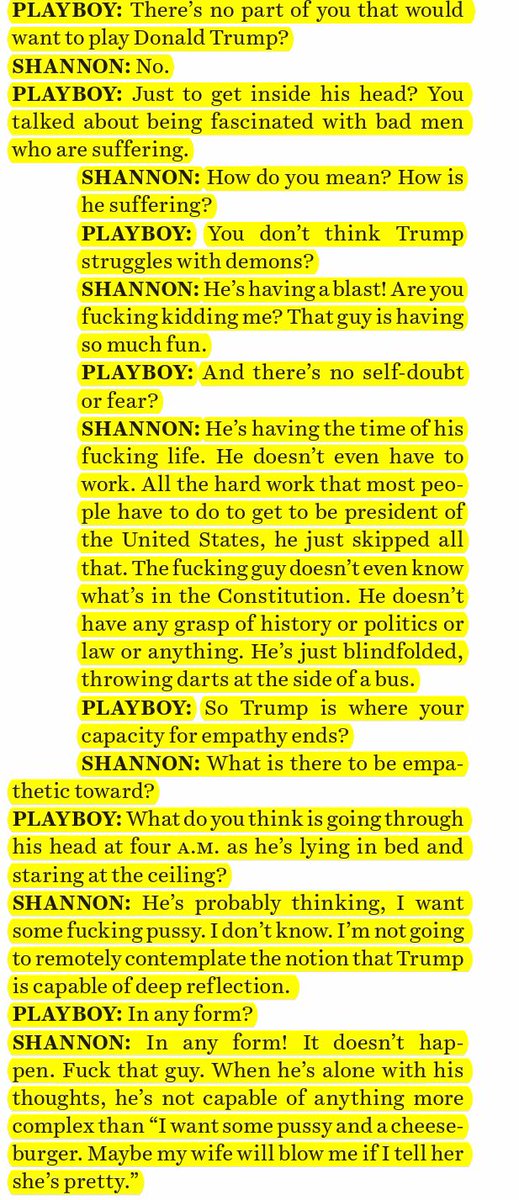 PLAYBOY: There’s no part of you that would
want to play Donald Trump?
SHANNON: No.
PLAYBOY: Just to get inside his head? You
talked about being fascinated with bad men
who are suffering.
SHANNON: How do you mean? How is
he suffering?
PLAYBOY: You don’t think Trump
struggles with demons?
SHANNON: He’s having a blast! Are you
fucking kidding me? That guy is having
so much fun.
PLAYBOY: And there’s no self-doubt
or fear?
SHANNON: He’s having the time of his
fucking life. He doesn’t even have to
work. All the hard work that most peo-
ple have to do to get to be president of
the United States, he just skipped all
that. The fucking guy doesn’t even know
what’s in the Constitution. He doesn’t
have any grasp of history or politics or
law or anything. He’s just blindfolded,
throwing darts at the side of a bus.
PLAYBOY: So Trump is where your
capacity for empathy ends?
SHANNON: What is there to be empa-
thetic toward?
PLAYBOY: What do you think is going through
his head at four A.M. as he’s lying in bed and
staring at the ceiling?
SHANNON: He’s probably thinking, I want
some fucking pussy. I don’t know. I’m not going
to remotely contemplate the notion that Trump
is capable of deep reflection.
PLAYBOY: In any form?
SHANNON: In any form! It doesn’t hap-
pen. Fuck that guy. When he’s alone with his
thoughts, he’s not capable of anything more
complex than “I want some pussy and a cheese-
burger. Maybe my wife will blow me if I tell her
she’s pretty.”